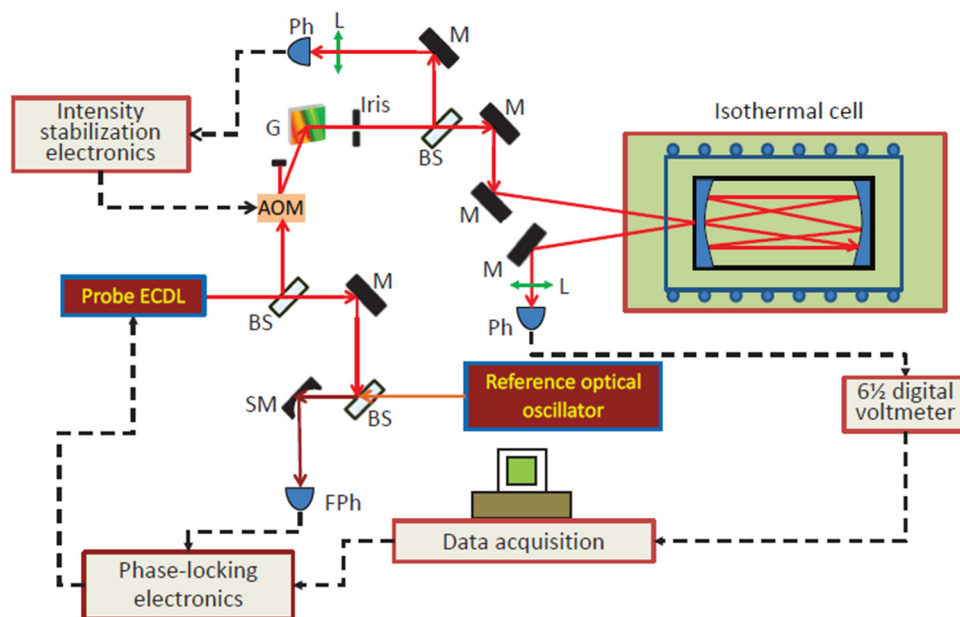 Ph
L
M
Intensity
stabilization
electronics
G
Iris
M
BS
Isothermal cell
AOM
M
M
L
Probe ECDL
BS
M
Ph
SM
BS
Reference optical
oscillator
6½ digital
voltmeter
FPh
Data acquisition
Phase-locking
electronics